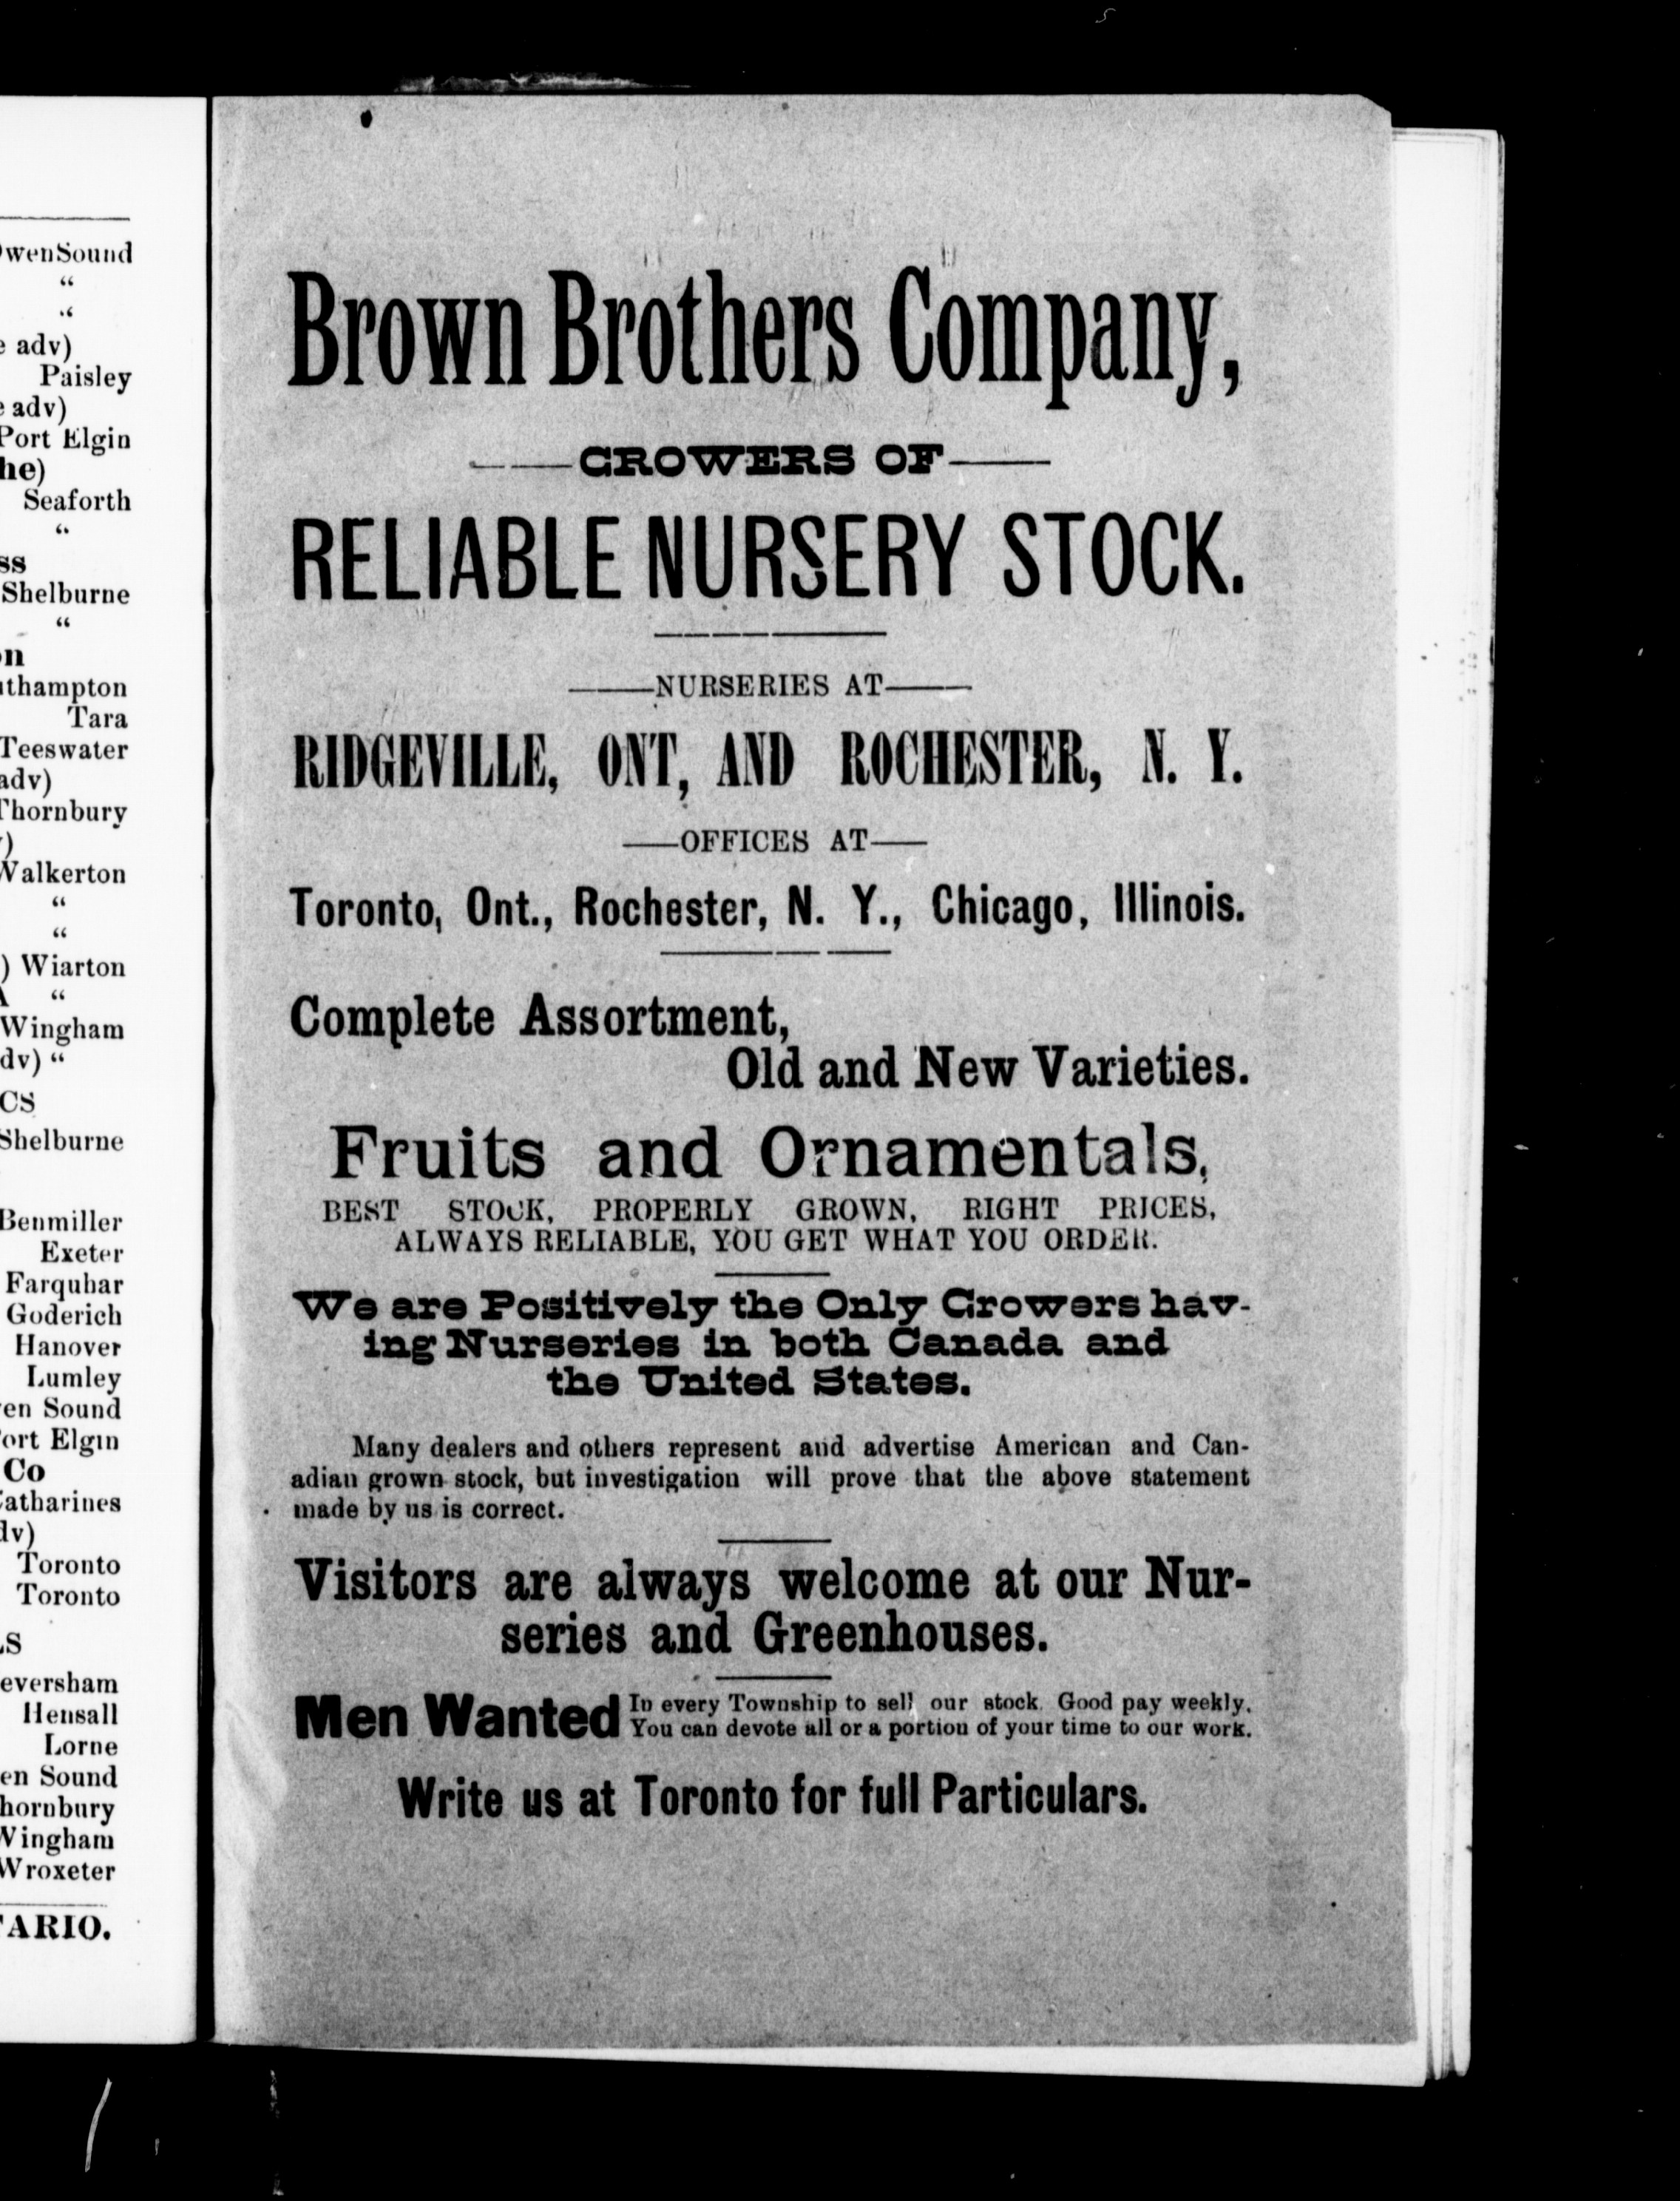 wenSound
“
“
adv)
Paisley
adv)
Port Elgin
he)
Seaforth
“
ss
Shelburne
“
n
thampton
Tara
Teeswater
adv)
Thornbury
)
Walkerton
“
“
) Wiarton
“
Wingham
dv) “
CS
Shelburne
Benmiller
Exeter
Farquhar
Goderich
Hanover
Lumley
en Sound
ort Elgin
Co
atharines
dv)
Toronto
Toronto
S
eversham
Hensall
Lorne
en Sound
hornbury
Wingham
Wroxeter
TARIO.
Brown Brothers Company,
GROWERS OF
RELIABLE NURSERY STOCK.
NURSERIES AT
RIDGEVILLE, ONT, AND ROCHESTER, N. Y.
OFFICES AT
Toronto, Ont., Rochester, N. Y., Chicago, Illinois.
Complete Assortment,
Old and New Varieties.
Fruits and Ornamentals,
BEST STOCK, PROPERLY GROWN, RIGHT PRICES,
ALWAYS RELIABLE, YOU GET WHAT YOU ORDER.
We are Positively the Only Growers hav-
ing Nurseries in both Canada and
the United States.
Many dealers and others represent and advertise American and Can-
adian grown stock, but investigation will prove that the above statement
made by us is correct.
Visitors are always welcome at our Nur-
series and Greenhouses.
Men Wanted In every Township to sell our stock. Good pay weekly.
You can devote all or a portion of your time to our work.
Write us at Toronto for full Particulars.